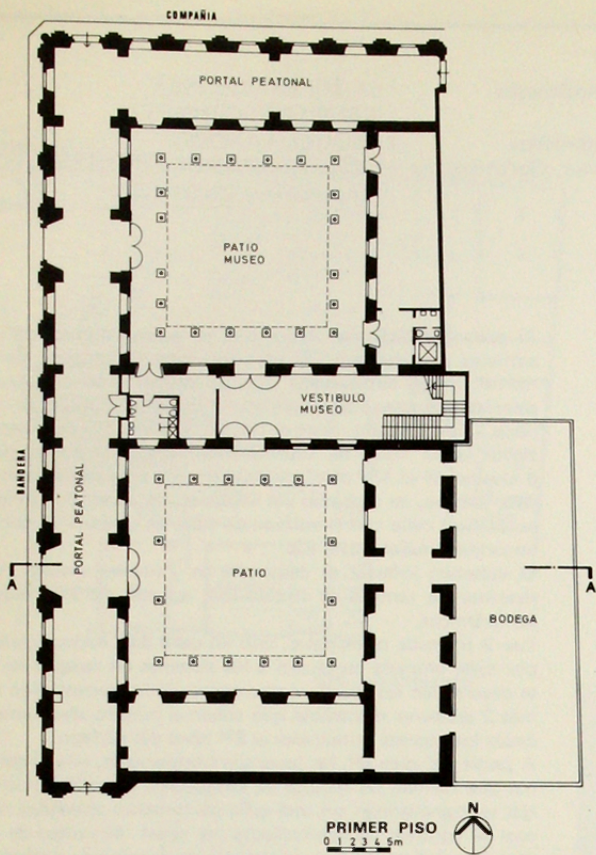 COMPAÑIA
PORTAL PEATONAL
PATIO
MUSEO
VESTIBULO
MUSEO
BANDERA
PORTAL PEATONAL
A
PATIO
A
BODEGA
N
PRIMER PISO
0 1 2 3 4 5m